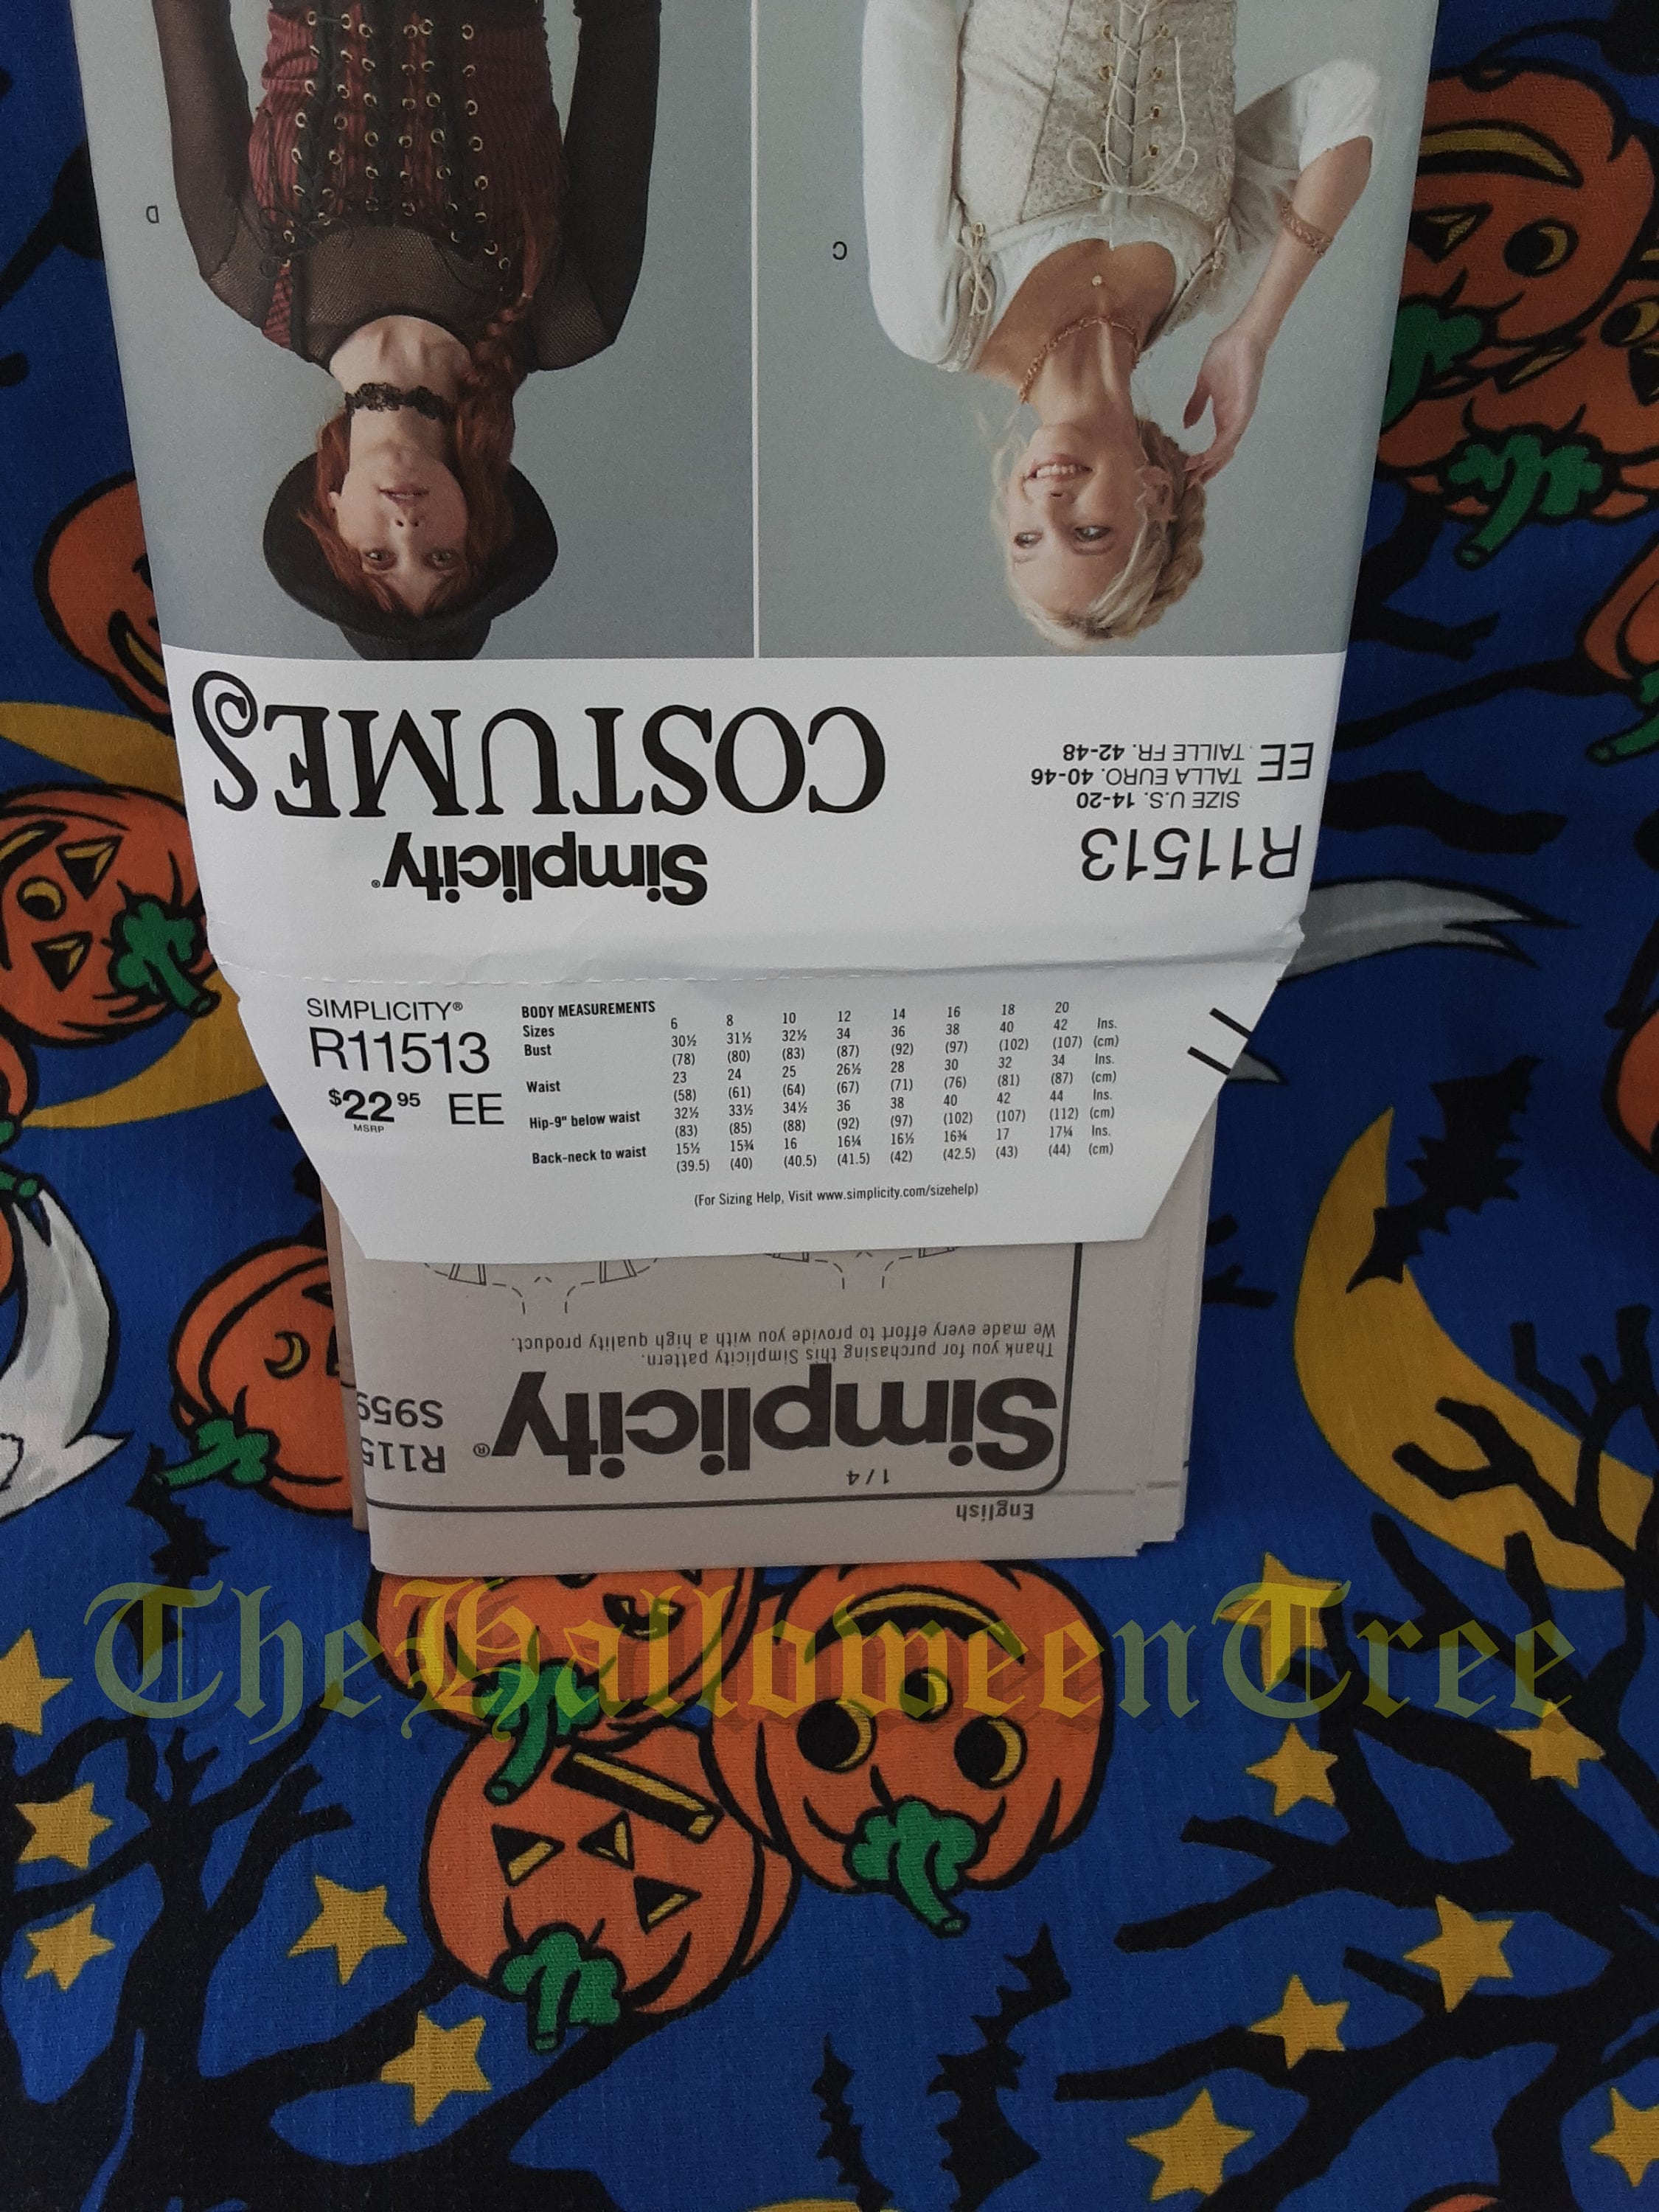 D
C
COSTUMES
Simplicity®
EE
SIZE U.S. 14-20
TALLA EURO. 40-46
TAILLE FR. 42-48
R11513
SIMPLICITY®
R11513
$22.95 EE
MSRP
BODY MEASUREMENTS
Sizes 6 8 10 12 14 16 18 20
Bust 30½ 31½ 32½ 34 36 38 40 42 Ins.
(78) (80) (83) (87) (92) (97) (102) (107) (cm)
Waist 23 24 25 26½ 28 30 32 34 Ins.
(58) (61) (64) (67) (71) (76) (81) (87) (cm)
Hip-9" below waist 32½ 33½ 34½ 36 38 40 42 44 Ins.
(83) (85) (88) (92) (97) (102) (107) (112) (cm)
Back-neck to waist 15½ 15¾ 16 16¼ 16½ 16¾ 17 17¼ Ins.
(39.5) (40) (40.5) (41.5) (42) (42.5) (43) (44) (cm)
(For Sizing Help, Visit www.simplicity.com/sizehelp)
English
1 / 4
Simplicity®
R115
S959
Thank you for purchasing this Simplicity pattern.
We made every effort to provide you with a high quality product.
TheHalloweenTree